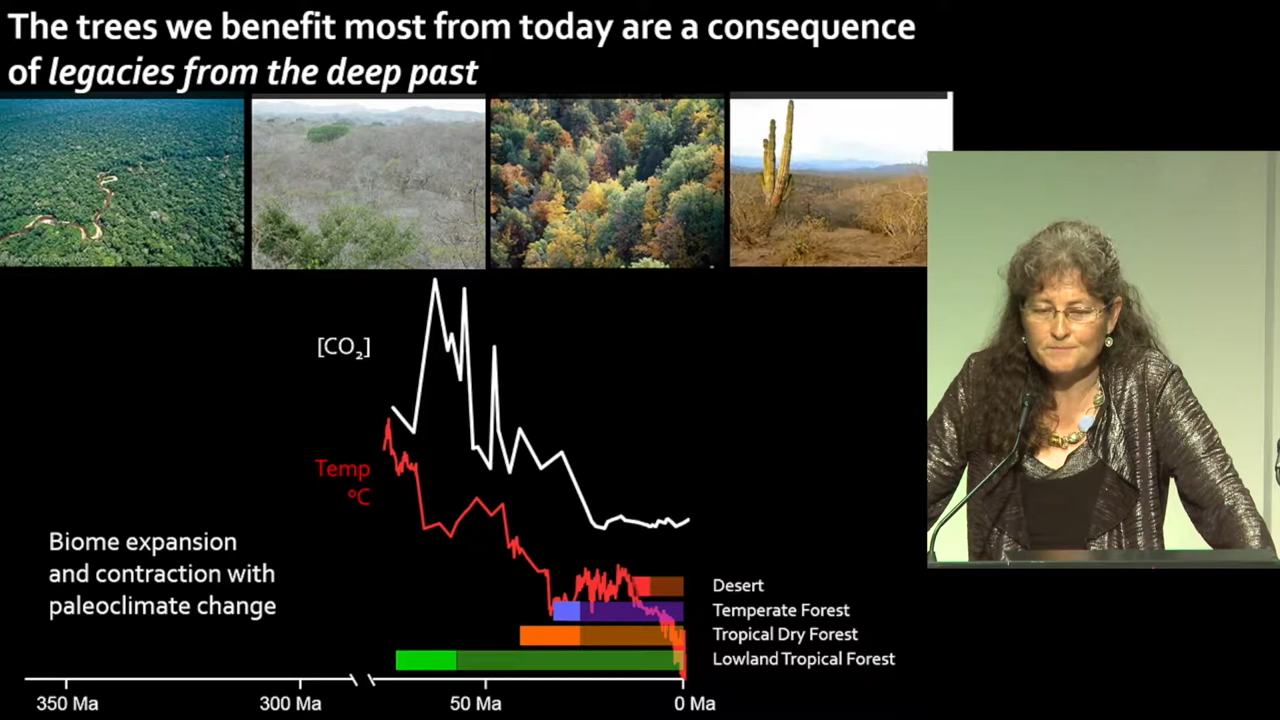 The trees we benefit most from today are a consequence
of legacies from the deep past
[CO₂]
Temp
ºC
Biome expansion
and contraction with
paleoclimate change
Desert
Temperate Forest
Tropical Dry Forest
Lowland Tropical Forest
350 Ma
300 Ma
50 Ma
0 Ma